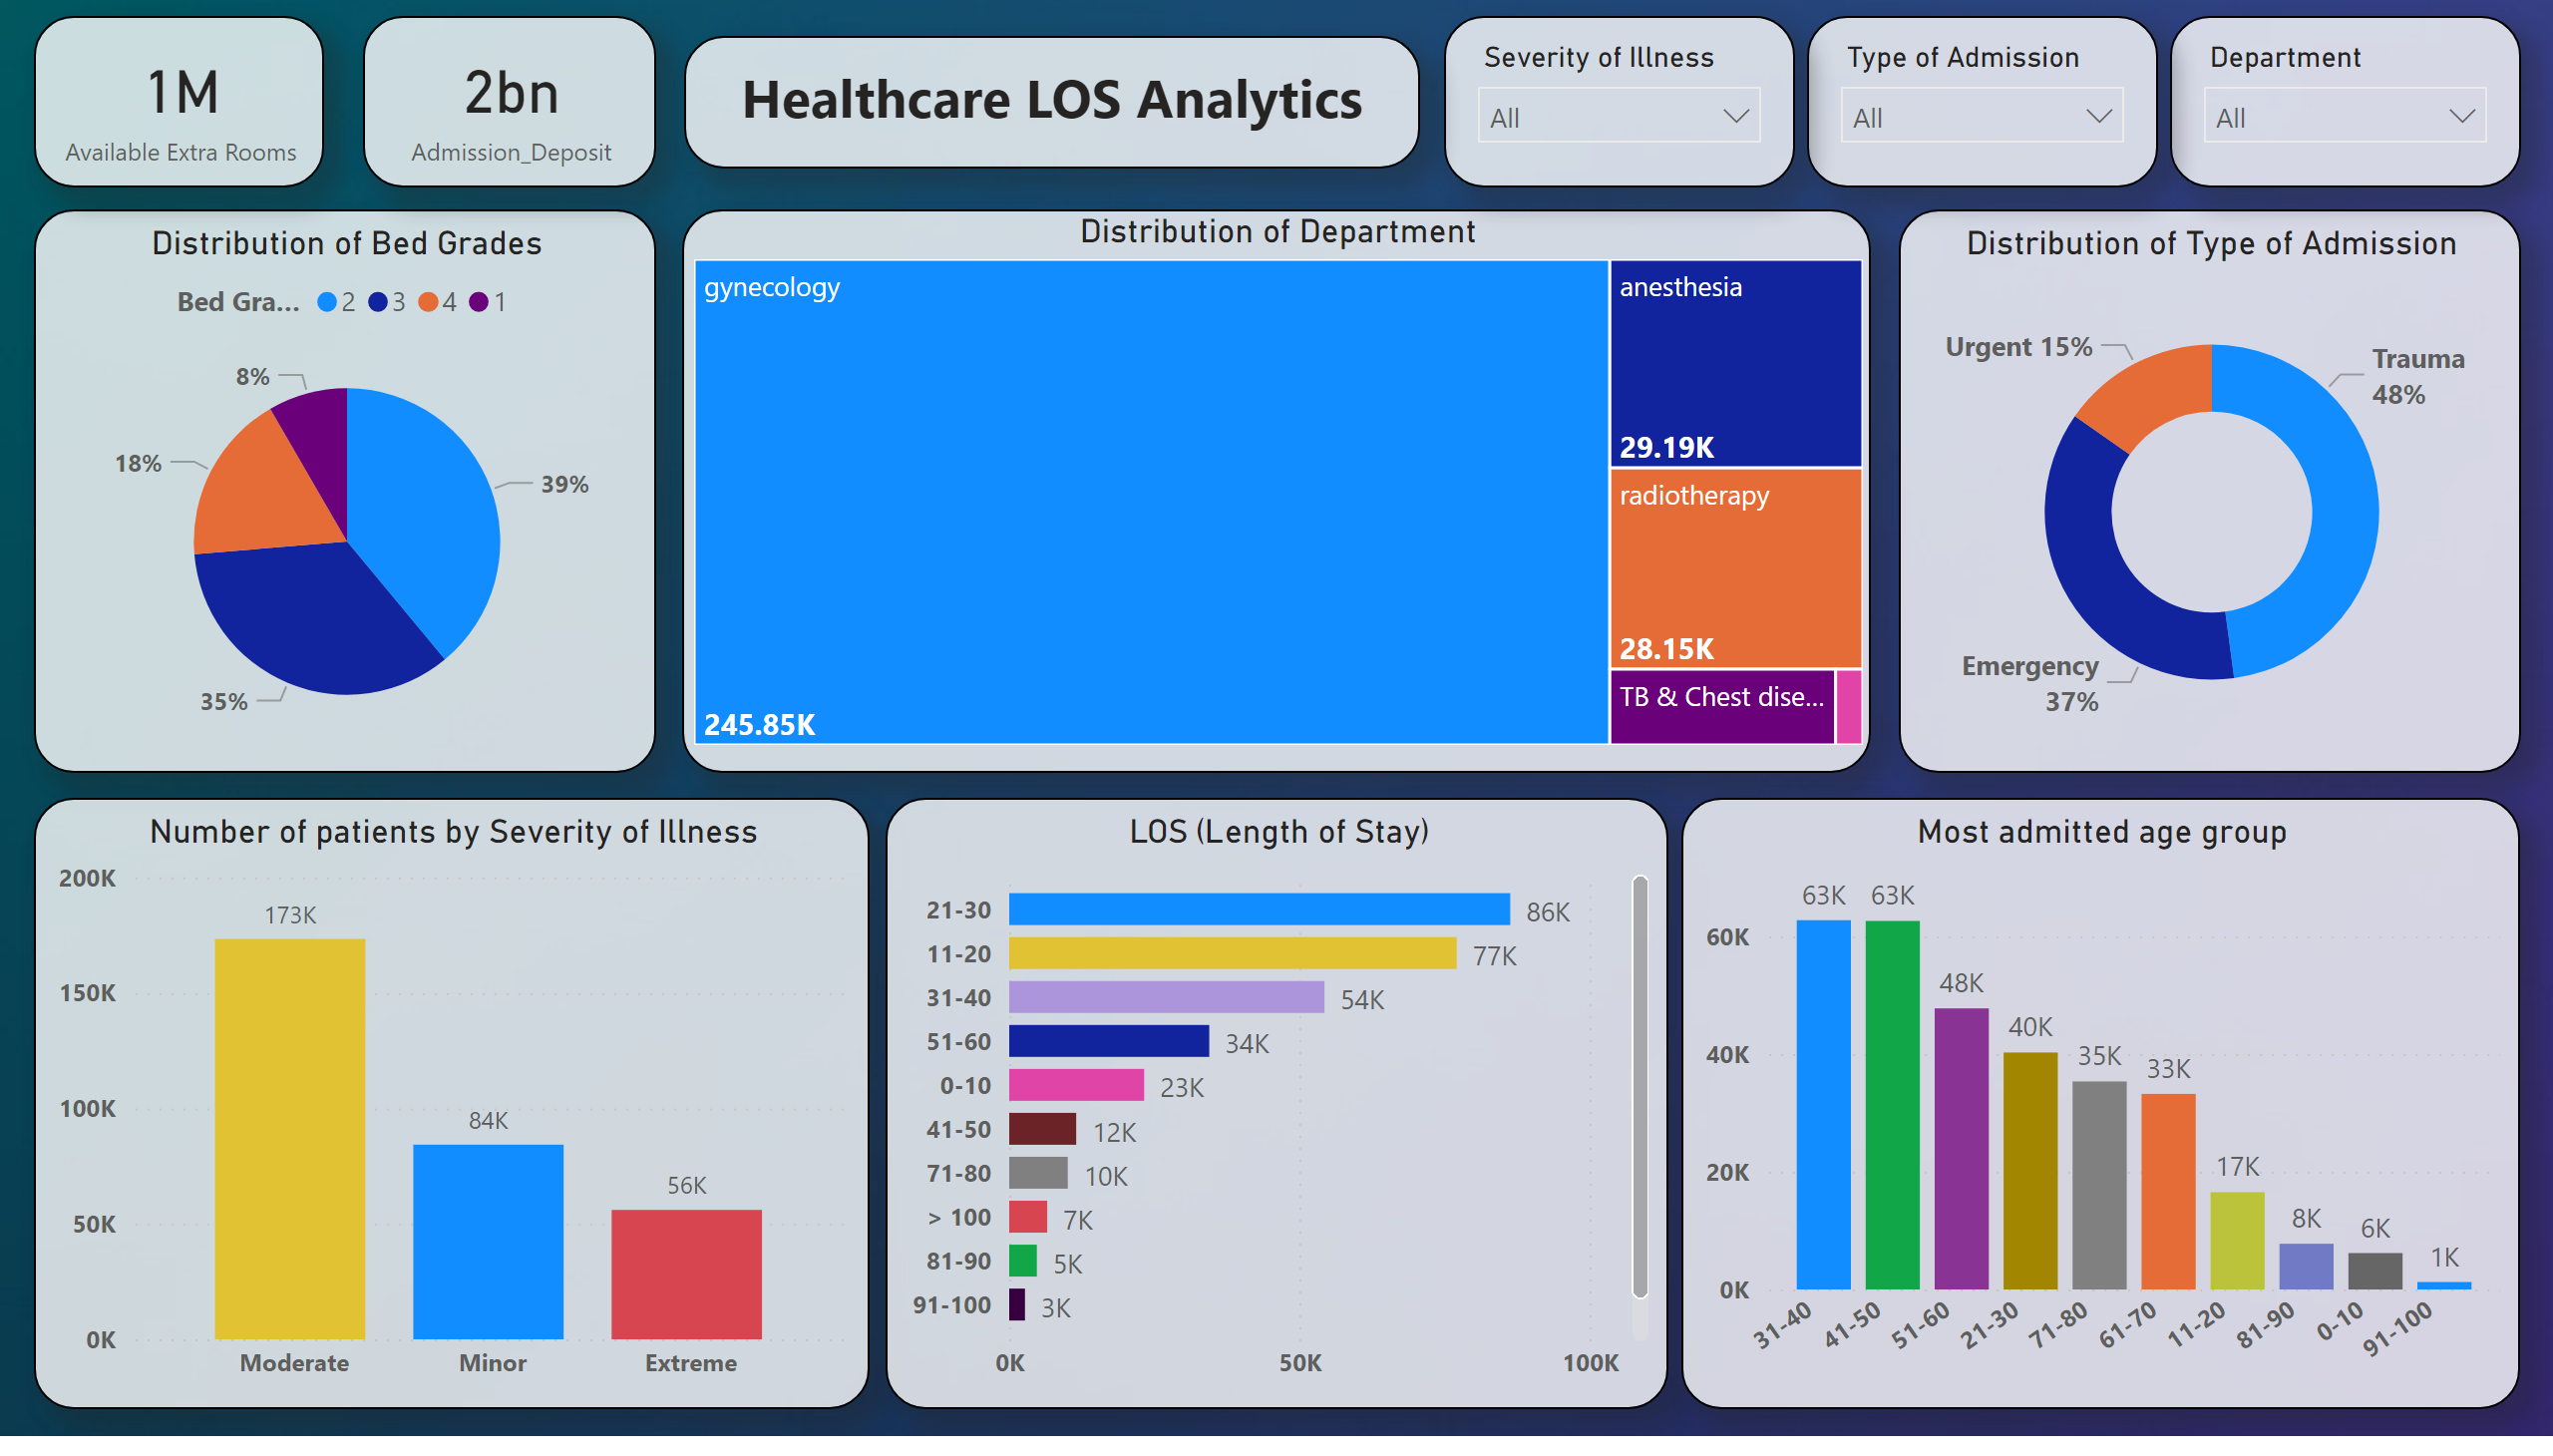 1M
Available Extra Rooms
2bn
Admission_Deposit
Healthcare LOS Analytics
Severity of Illness
All
Type of Admission
All
Department
All
Distribution of Bed Grades
Bed Gra... 2 3 4 1
8%
18%
39%
35%
Distribution of Department
gynecology
245.85K
anesthesia
29.19K
radiotherapy
28.15K
TB & Chest dise...
Distribution of Type of Admission
Urgent 15%
Trauma
48%
Emergency
37%
Number of patients by Severity of Illness
200K
150K
100K
50K
0K
173K
84K
56K
Moderate Minor Extreme
LOS (Length of Stay)
21-30 86K
11-20 77K
31-40 54K
51-60 34K
0-10 23K
41-50 12K
71-80 10K
> 100 7K
81-90 5K
91-100 3K
0K 50K 100K
Most admitted age group
60K
40K
20K
0K
63K 63K 48K 40K 35K 33K 17K 8K 6K 1K
31-40 41-50 51-60 21-30 71-80 61-70 11-20 81-90 0-10 91-100